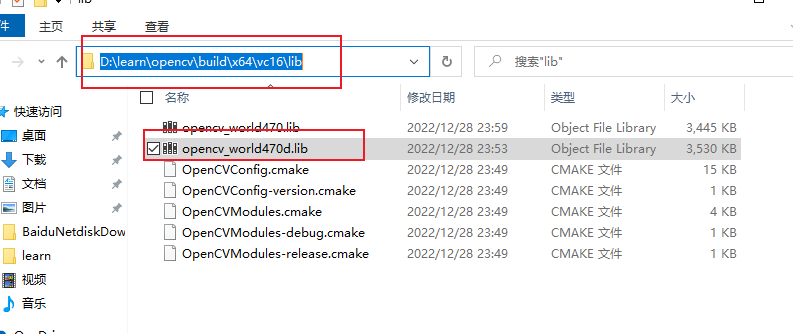 lib
件 主页 共享 查看
D:\learn\opencv\build\x64\vc16\lib 搜索"lib"
名称 修改日期 类型 大小
快速访问
桌面
下载
文档
图片
BaiduNetdiskDow
learn
视频
音乐
opencv_world470.lib 2022/12/28 23:59 Object File Library 3,445 KB
opencv_world470d.lib 2022/12/28 23:53 Object File Library 3,530 KB
OpenCVConfig.cmake 2022/12/28 23:49 CMAKE 文件 15 KB
OpenCVConfig-version.cmake 2022/12/28 23:49 CMAKE 文件 1 KB
OpenCVModules.cmake 2022/12/28 23:49 CMAKE 文件 4 KB
OpenCVModules-debug.cmake 2022/12/28 23:49 CMAKE 文件 1 KB
OpenCVModules-release.cmake 2022/12/28 23:49 CMAKE 文件 1 KB